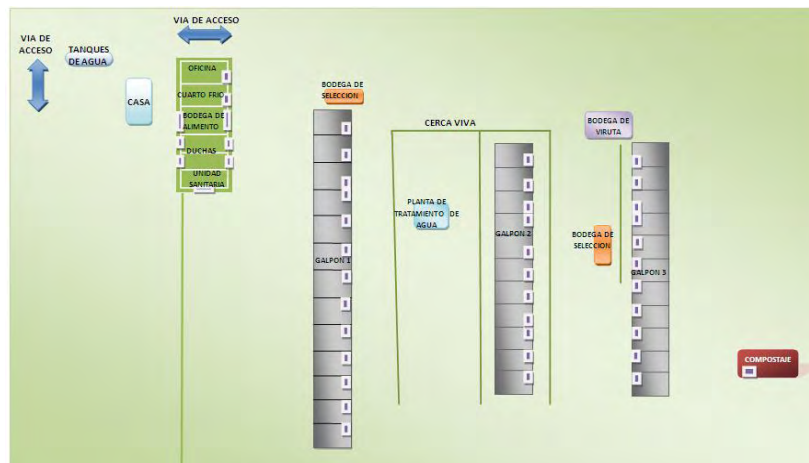 VIA DE ACCESO
VIA DE
ACCESO
TANQUES
DE AGUA
CASA
OFICINA
CUARTO FRIO
BODEGA DE
ALIMENTO
DUCHAS
UNIDAD
SANITARIA
BODEGA DE
SELECCION
GALPON 1
CERCA VIVA
PLANTA DE
TRATAMIENTO DE
AGUA
GALPON 2
BODEGA DE
VIRUTA
BODEGA DE
SELECCION
GALPON 3
COMPOSTAJE